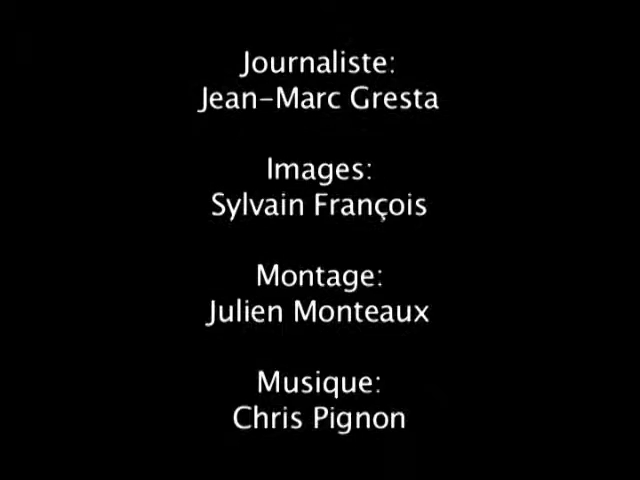 Journaliste:
Jean-Marc Gresta
Images:
Sylvain François
Montage:
Julien Monteaux
Musique:
Chris Pignon